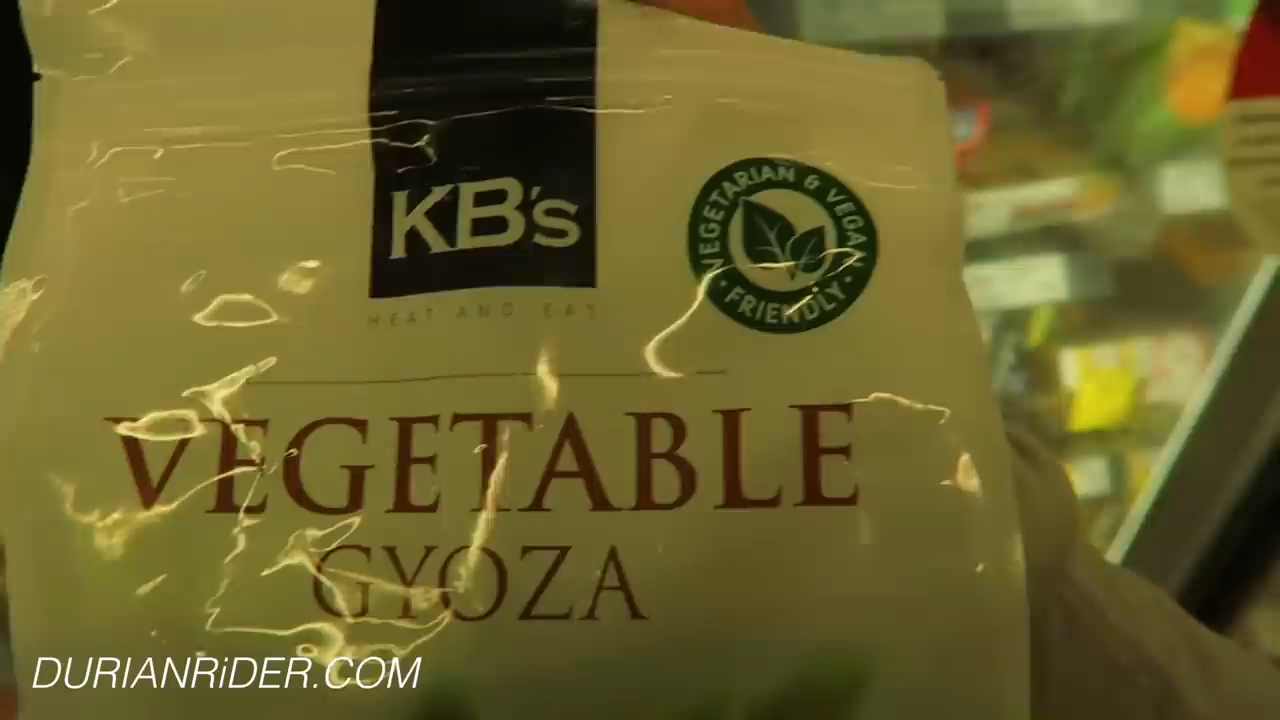 KB's
HEAT AND EAT
VEGETARIAN & VEGAN
· FRIENDLY ·
VEGETABLE
GYOZA
DURIANRiDER.COM